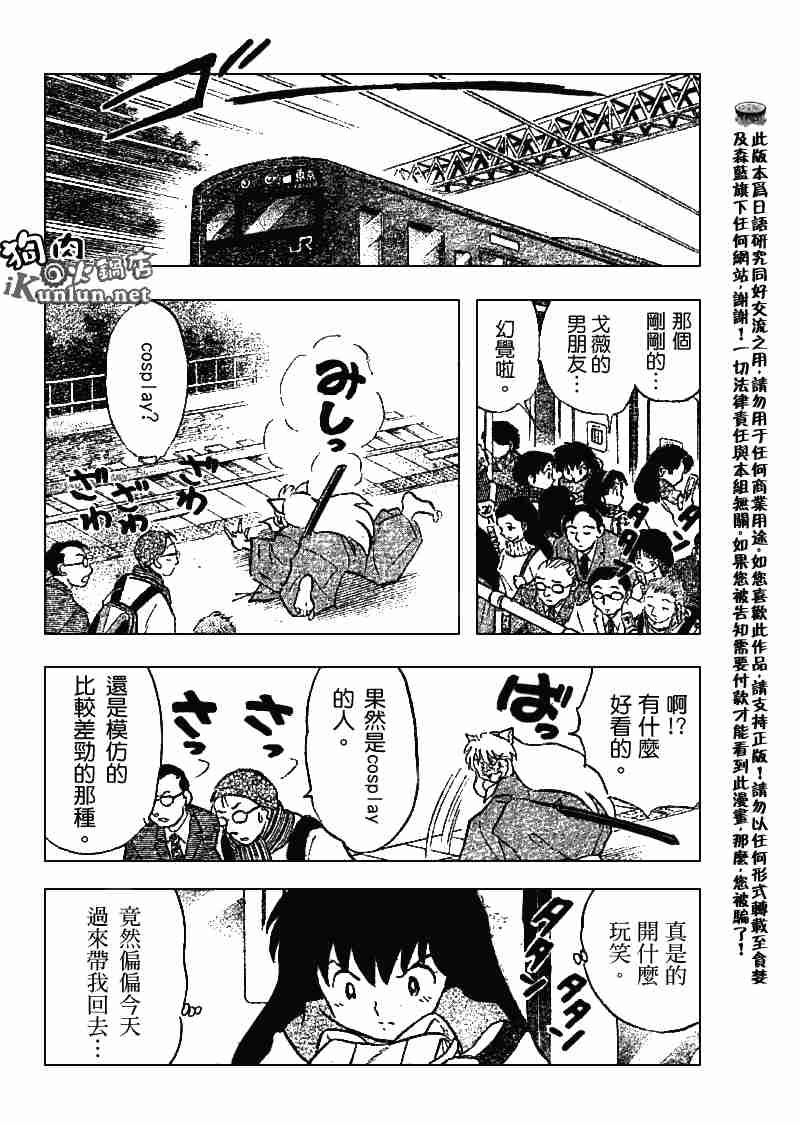 ゴ
東京
JR
狗肉
火鍋店
iKunlun.net
那個
剛剛的…
戈薇的
男朋友…
幻覺啦。
タタン
タタン
みしっ
cosplay?
ざわ
ざわ
ざわ
啊!?
有什麼
好看的。
ばっ
果然是cosplay
的人。
さっ
さっ
還是模仿的
比較差勁的那種。
真是的
開什麼
玩笑。
タタン
タタン
竟然偏偏今天
過來帶我回去…
此版本爲日語研究同好交流之用，請勿用于任何商業用途。如您喜歡此作品，請支持正版！請勿以任何形式轉載至貪婪
及森藍旗下任何網站，謝謝！一切法律責任與本組無關。如果您被告知需要付款才能看到此漫畫，那麼，您被騙了！